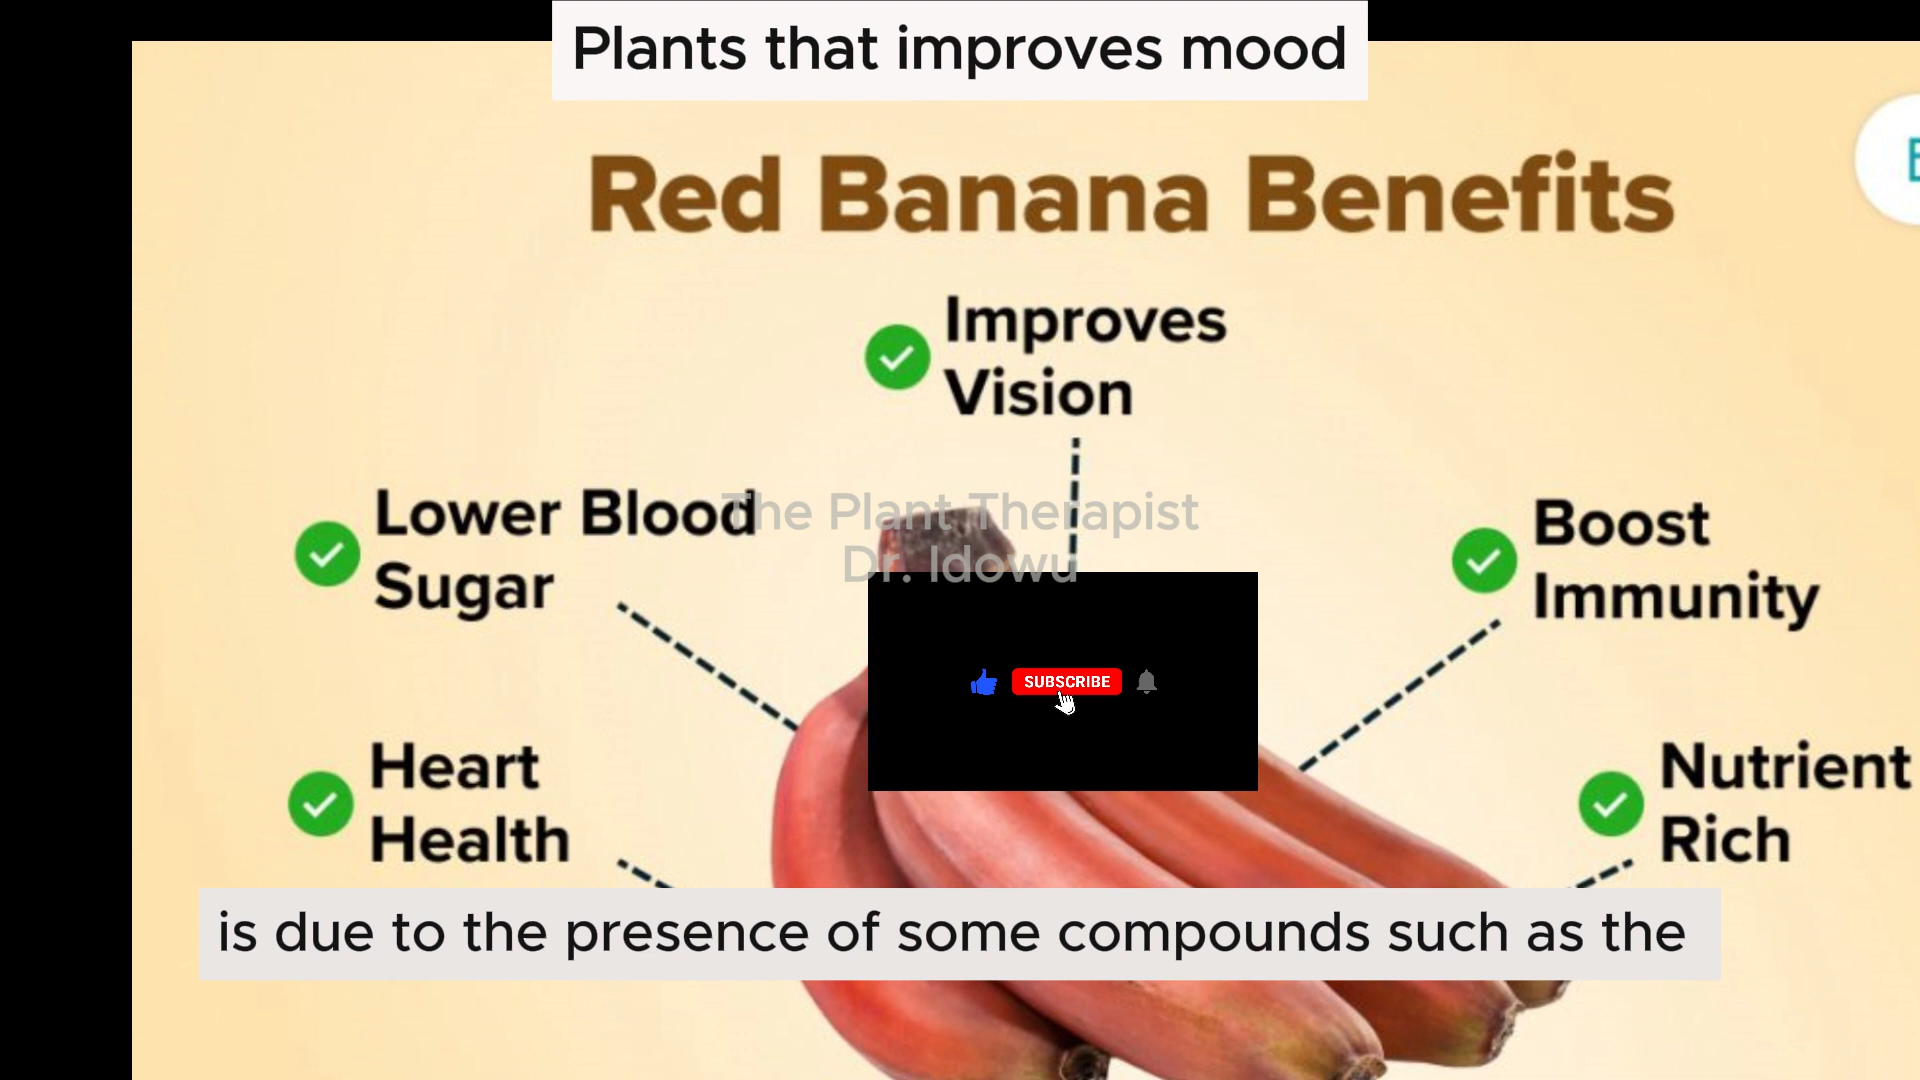 Plants that improves mood
Red Banana Benefits
Improves
Vision
Lower Blood
Sugar
The Plant Therapist
Dr. Idowu
Boost
Immunity
SUBSCRIBE
Heart
Health
Nutrient
Rich
is due to the presence of some compounds such as the